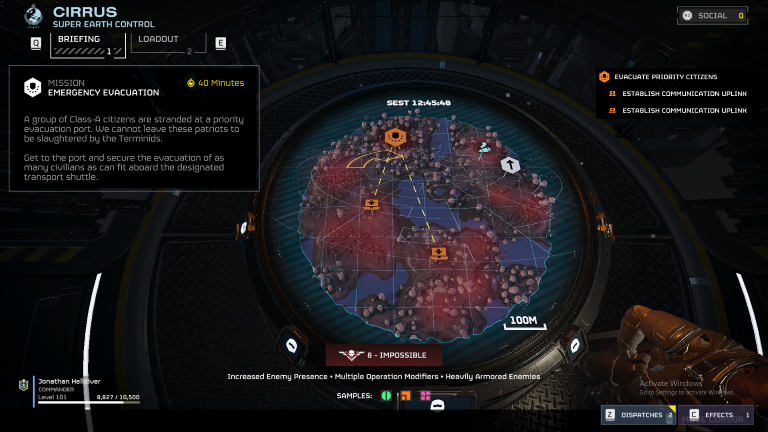 CIRRUS
SUPER EARTH CONTROL
Q
BRIEFING
1
LOADOUT
2
E
SOCIAL 0
MISSION
EMERGENCY EVACUATION
40 Minutes
A group of Class-A citizens are stranded at a priority
evacuation port. We cannot leave these patriots to
be slaughtered by the Terminids.
Get to the port and secure the evacuation of as
many civilians as can fit aboard the designated
transport shuttle.
EVACUATE PRIORITY CITIZENS
ESTABLISH COMMUNICATION UPLINK
ESTABLISH COMMUNICATION UPLINK
SEST 12:45:48
100M
8 - IMPOSSIBLE
Increased Enemy Presence • Multiple Operation Modifiers • Heavily Armored Enemies
SAMPLES:
Jonathan Helldiver
COMMANDER
Level 101
8,827 / 10,500
Activate Windows
Go to Settings to activate Windows.
Z DISPATCHES 2
C EFFECTS 1
CURSOR